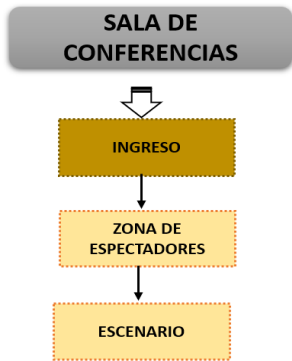 SALA DE
CONFERENCIAS
INGRESO
ZONA DE
ESPECTADORES
ESCENARIO